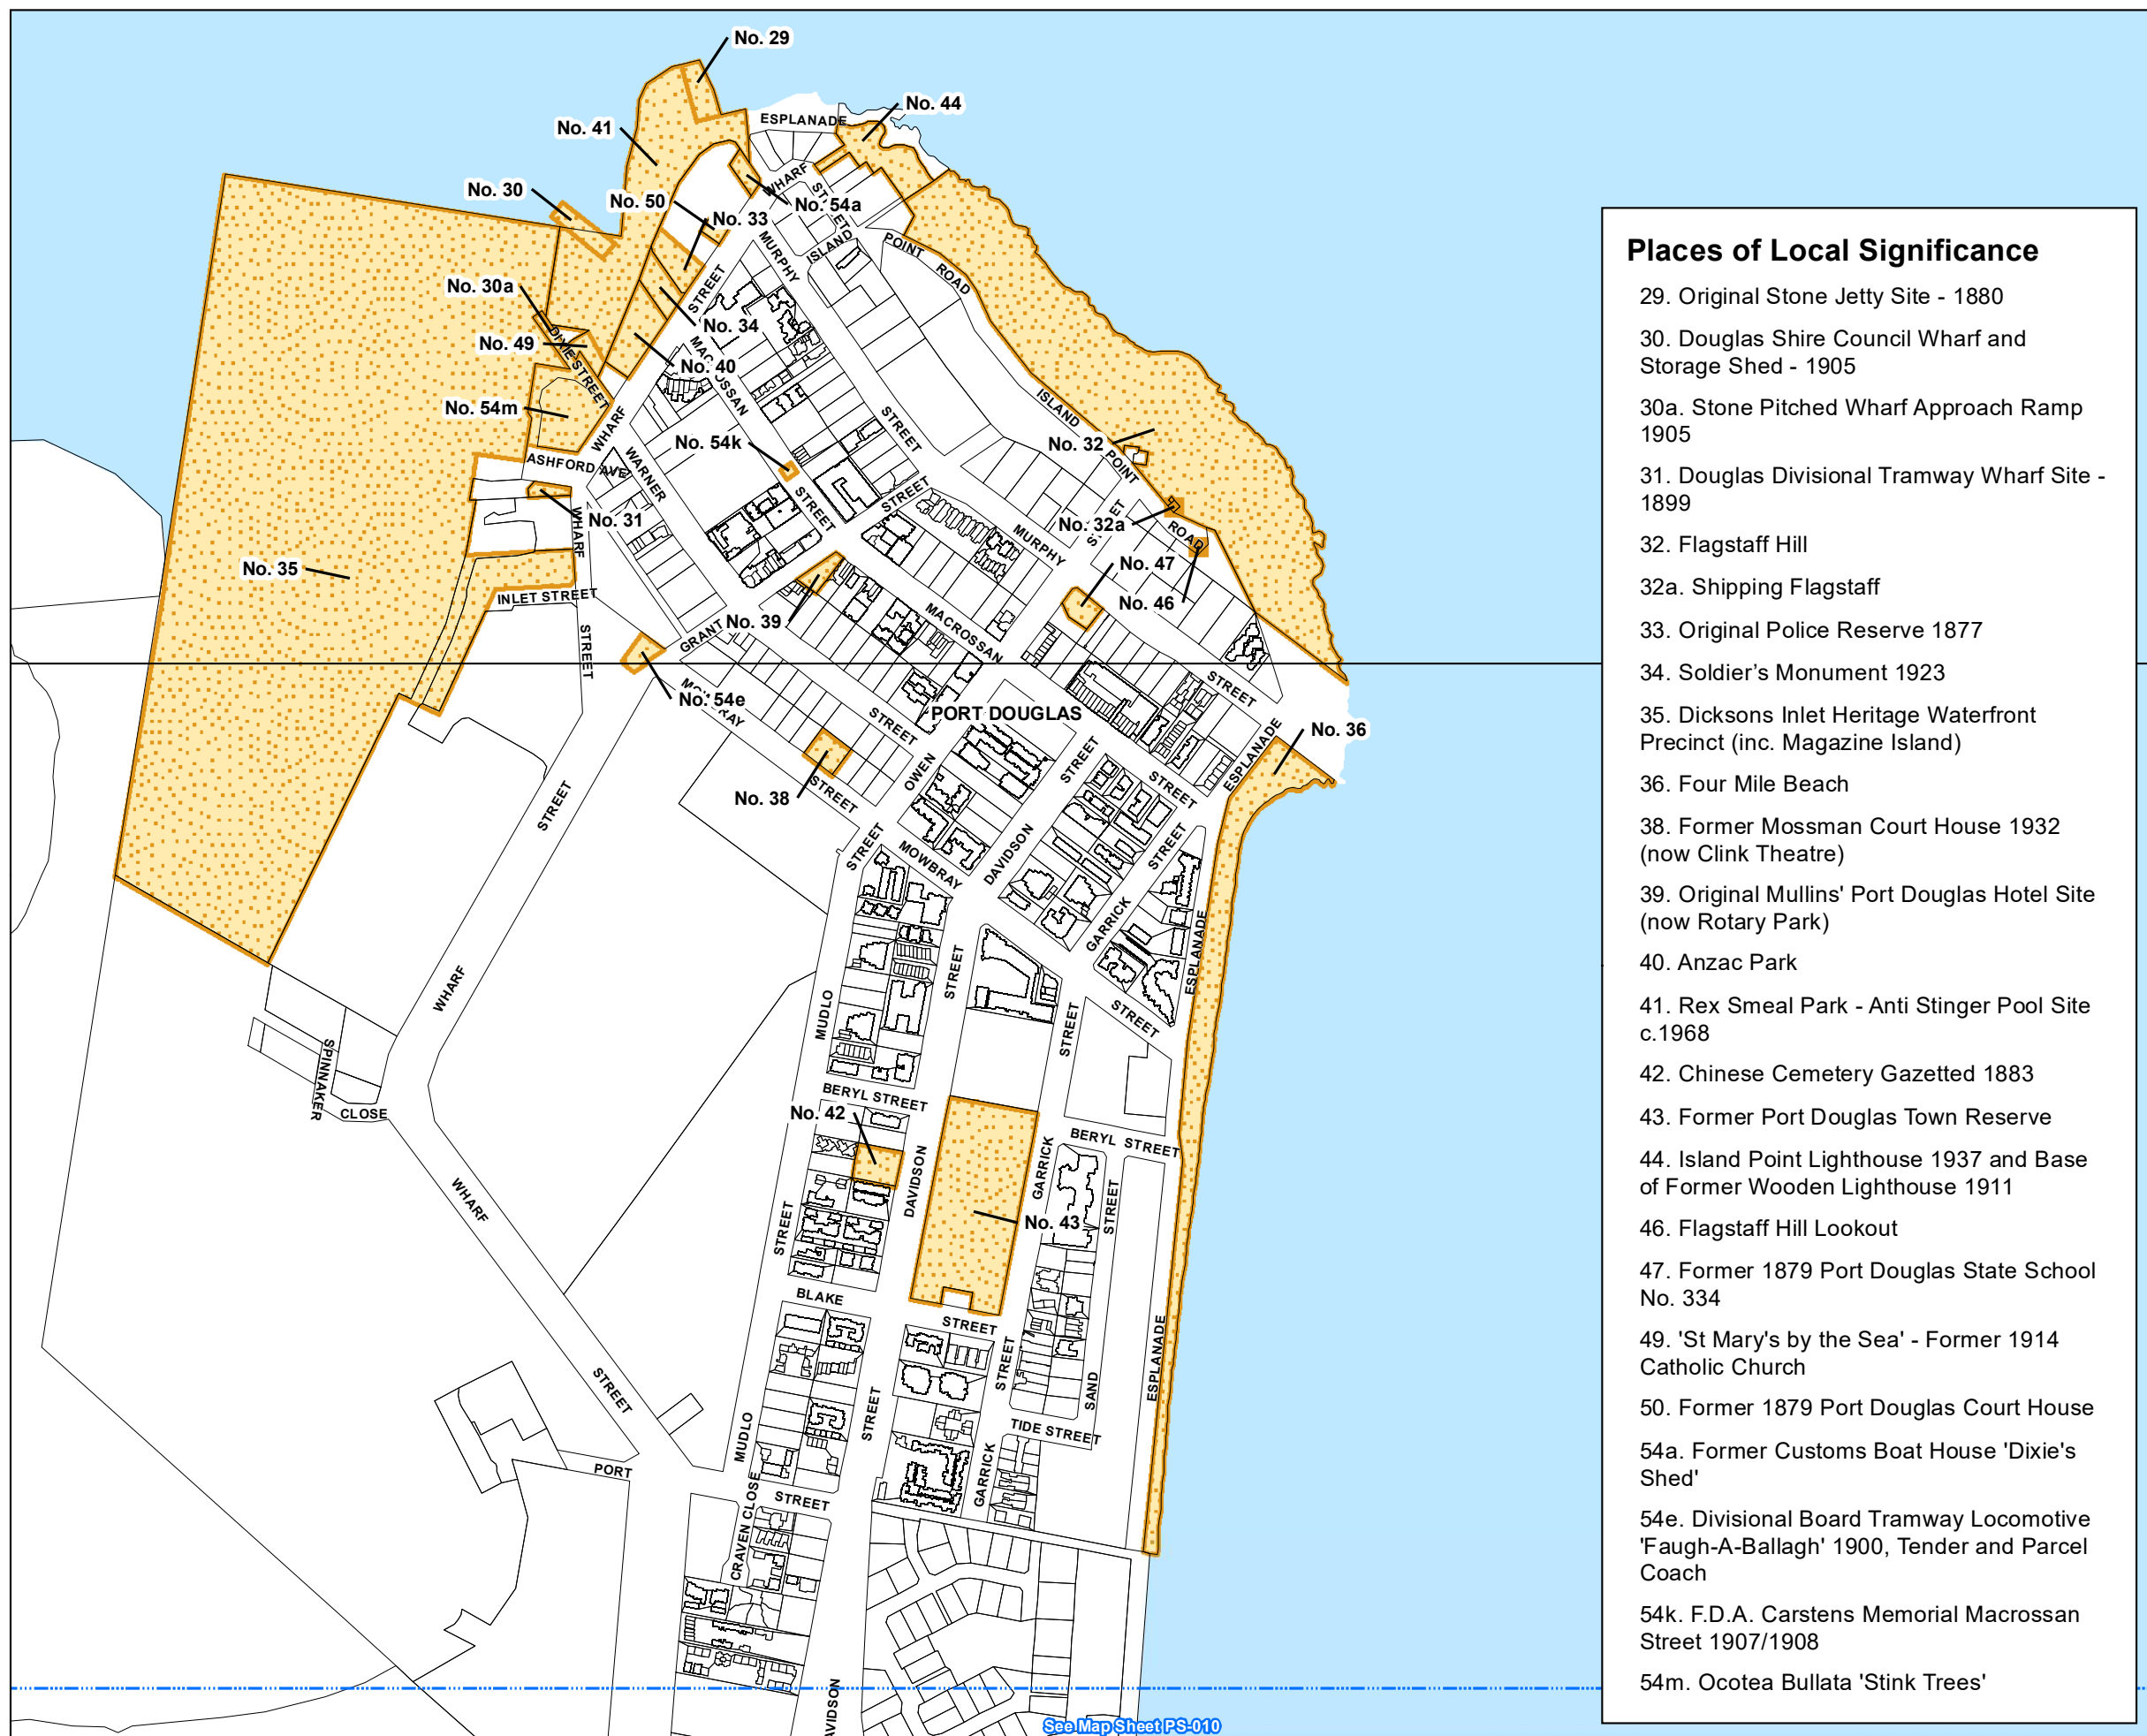 No. 29
No. 44
ESPLANADE
No. 41
WHARF
STREET
No. 30
No. 50
No. 54a
No. 33
MURPHY
ISLAND
POINT
ROAD
No. 30a
STREET
No. 34
No. 49
DIXIE STREET
No. 40
MACROSSAN
ISLAND
No. 54m
WHARF
STREET
No. 54k
No. 32
POINT
ASHFORD AVE
WARNER
STREET
STREET
No. 31
WHARF
No. 32a
STREET
ROAD
MURPHY
No. 35
No. 47
INLET STREET
No. 46
No. 39
MACROSSAN
GRANT
STREET
No. 54e
MOWBRAY
STREET
PORT DOUGLAS
STREET
No. 36
ESPLANADE
STREET
OWEN
STREET
No. 38
STREET
STREET
DAVIDSON
STREET
STREET
MOWBRAY
GARRICK
ESPLANADE
WHARF
STREET
MUDLO
STREET
STREET
SPINNAKER
CLOSE
BERYL STREET
No. 42
BERYL STREET
GARRICK
DAVIDSON
WHARF
STREET
STREET
No. 43
BLAKE
STREET
STREET
ESPLANADE
STREET
SAND
STREET
TIDE STREET
MUDLO
GARRICK
PORT
STREET
CRAVEN CLOSE
DAVIDSON
See Map Sheet PS-010
Places of Local Significance
29. Original Stone Jetty Site - 1880
30. Douglas Shire Council Wharf and
Storage Shed - 1905
30a. Stone Pitched Wharf Approach Ramp
1905
31. Douglas Divisional Tramway Wharf Site -
1899
32. Flagstaff Hill
32a. Shipping Flagstaff
33. Original Police Reserve 1877
34. Soldier’s Monument 1923
35. Dicksons Inlet Heritage Waterfront
Precinct (inc. Magazine Island)
36. Four Mile Beach
38. Former Mossman Court House 1932
(now Clink Theatre)
39. Original Mullins' Port Douglas Hotel Site
(now Rotary Park)
40. Anzac Park
41. Rex Smeal Park - Anti Stinger Pool Site
c.1968
42. Chinese Cemetery Gazetted 1883
43. Former Port Douglas Town Reserve
44. Island Point Lighthouse 1937 and Base
of Former Wooden Lighthouse 1911
46. Flagstaff Hill Lookout
47. Former 1879 Port Douglas State School
No. 334
49. 'St Mary's by the Sea' - Former 1914
Catholic Church
50. Former 1879 Port Douglas Court House
54a. Former Customs Boat House 'Dixie's
Shed'
54e. Divisional Board Tramway Locomotive
'Faugh-A-Ballagh' 1900, Tender and Parcel
Coach
54k. F.D.A. Carstens Memorial Macrossan
Street 1907/1908
54m. Ocotea Bullata 'Stink Trees'